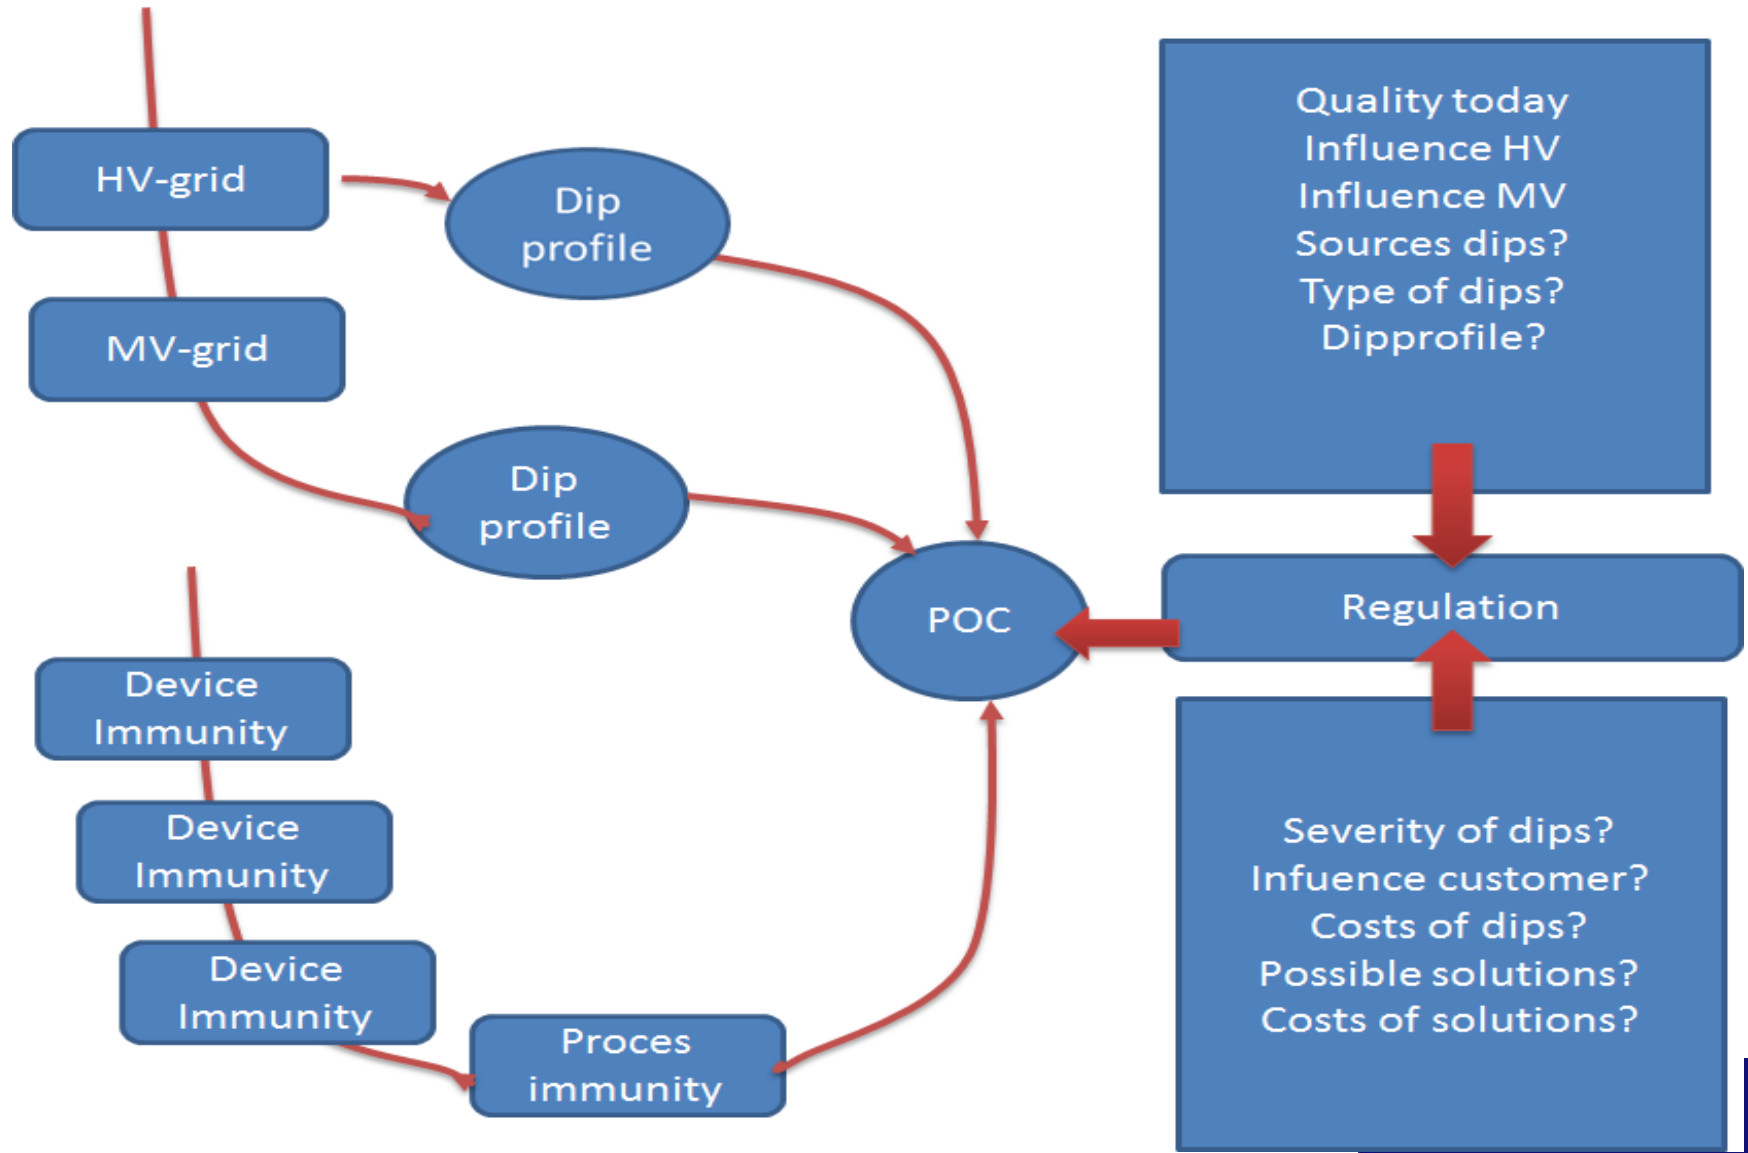 HV-grid
Dip
profile
MV-grid
Dip
profile
Device
Immunity
Device
Immunity
Device
Immunity
Proces
immunity
POC
Quality today
Influence HV
Influence MV
Sources dips?
Type of dips?
Dipprofile?
Regulation
Severity of dips?
Infuence customer?
Costs of dips?
Possible solutions?
Costs of solutions?